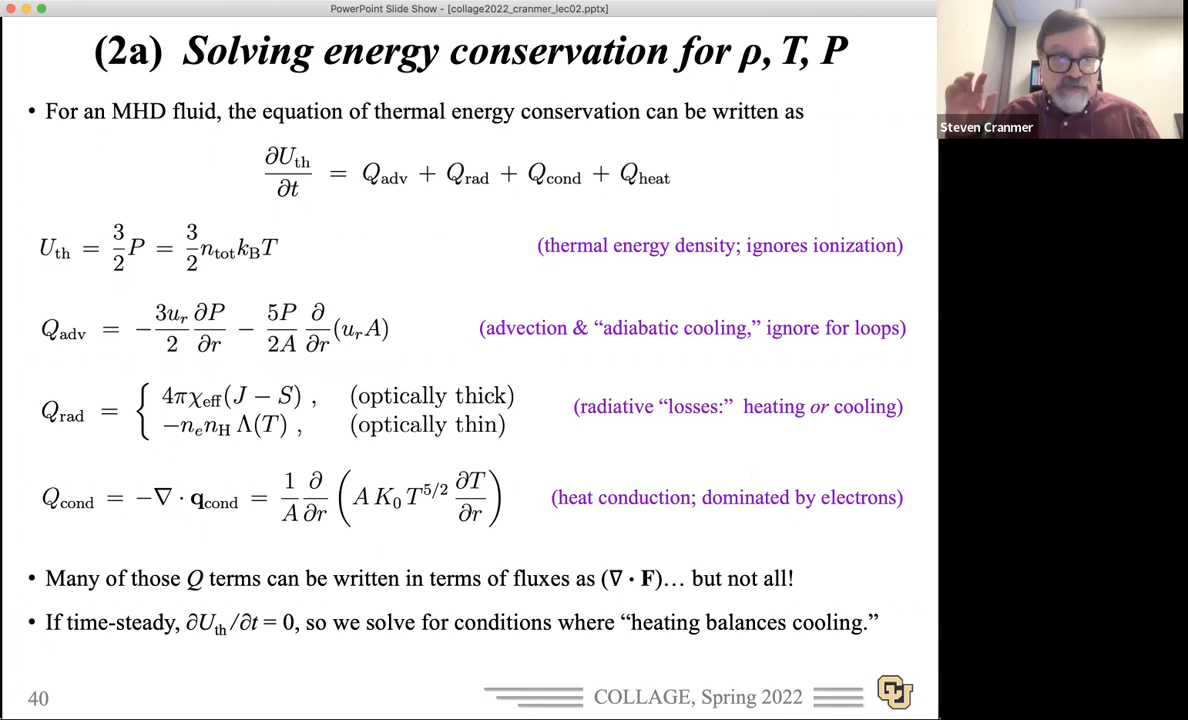 PowerPoint Slide Show - [collage2022_cranmer_lec02.pptx]
(2a) Solving energy conservation for ρ, T, P
Steven Cranmer
• For an MHD fluid, the equation of thermal energy conservation can be written as
∂U_th/∂t = Q_adv + Q_rad + Q_cond + Q_heat
U_th = 3/2 P = 3/2 n_tot k_B T (thermal energy density; ignores ionization)
Q_adv = − 3u_r/2 ∂P/∂r − 5P/2A ∂/∂r (u_r A) (advection & “adiabatic cooling,” ignore for loops)
Q_rad = { 4πχ_eff(J − S) , (optically thick) (radiative “losses:” heating or cooling)
−n_e n_H Λ(T) , (optically thin)
Q_cond = −∇ · q_cond = 1/A ∂/∂r (A K_0 T^5/2 ∂T/∂r) (heat conduction; dominated by electrons)
• Many of those Q terms can be written in terms of fluxes as (∇ · F)… but not all!
• If time-steady, ∂U_th/∂t = 0, so we solve for conditions where “heating balances cooling.”
40
COLLAGE, Spring 2022
CU